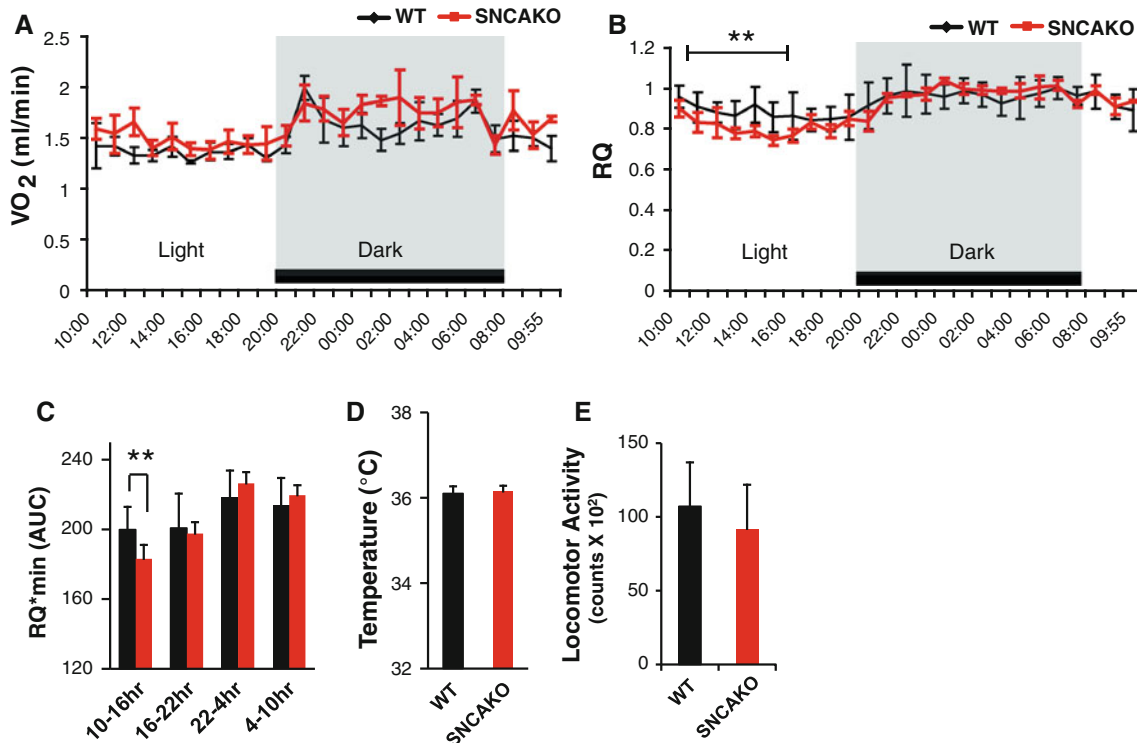 A
WT SNCAKO
VO2 (ml/min)
2.5
2
1.5
1
0.5
0
Light Dark
10:00 12:00 14:00 16:00 18:00 20:00 22:00 00:00 02:00 04:00 06:00 08:00 09:55
B
WT SNCAKO
**
RQ
1.2
1
0.8
0.6
0.4
0.2
0
Light Dark
10:00 12:00 14:00 16:00 18:00 20:00 22:00 00:00 02:00 04:00 06:00 08:00 09:55
C
**
RQ*min (AUC)
240
200
160
120
10-16hr 16-22hr 22-4hr 4-10hr
D
Temperature (°C)
38
36
34
32
WT SNCAKO
E
Locomotor Activity
(counts X 10²)
150
100
50
0
WT SNCAKO